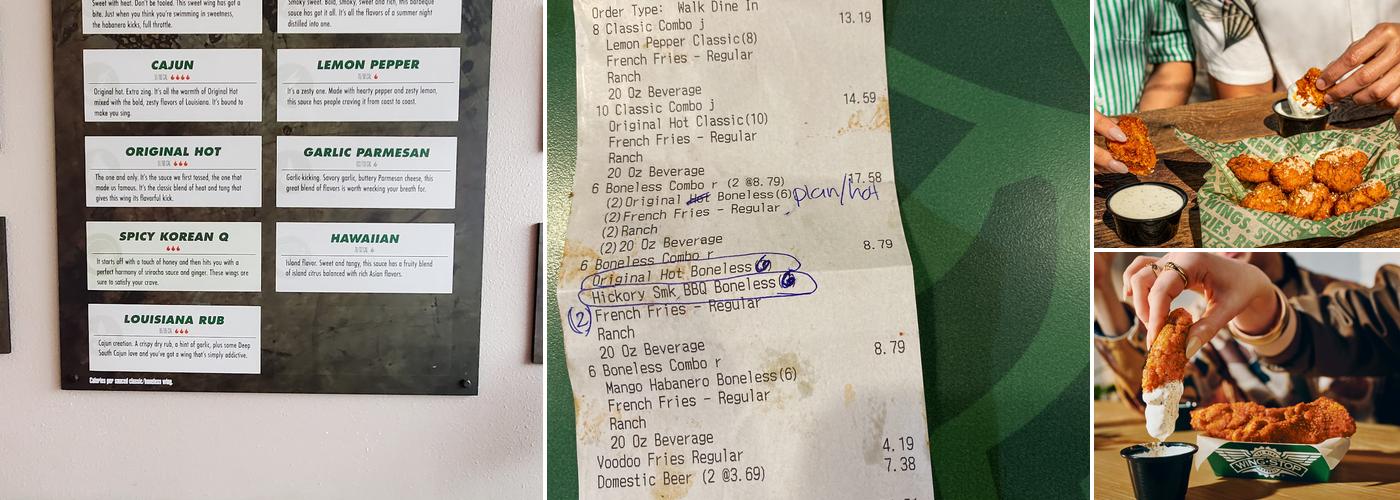 Sweet with heat. Don't be fooled. This sweet wing has got a
bite. Just when you think you're swimming in sweetness,
the habanero kicks, full throttle.
Smoky sweet. Bold, smoky, sweet and rich, this barbeque
sauce has got it all. It's all the flavors of a summer night
distilled into one.
CAJUN
Original hot. Extra zing. It's all the warmth of Original Hot
mixed with the bold, zesty flavors of Louisiana. It's bound to
make you sing.
LEMON PEPPER
It's a zesty one. Made with hearty pepper and zesty lemon,
this sauce has people craving it from coast to coast.
ORIGINAL HOT
The one and only. It's the sauce we first tossed, the one that
made us famous. It's the classic blend of heat and tang that
gives this wing its flavorful kick.
GARLIC PARMESAN
Garlic-kicking. Savory garlic, buttery Parmesan cheese, this
great blend of flavors is worth wrecking your breath for.
SPICY KOREAN Q
It starts off with a touch of honey and then hits you with a
perfect harmony of sriracha sauce and ginger. These wings are
sure to satisfy your crave.
HAWAIIAN
Island flavor. Sweet and tangy, this sauce has a fruity blend
of island citrus balanced with rich Asian flavors.
LOUISIANA RUB
Cajun creation. A crispy dry rub, a hint of garlic, plus some Deep
South Cajun love and you've got a wing that's simply addictive.
Calories per sauced classic/boneless wing.
Order Type: Walk Dine In
8 Classic Combo j 13.19
Lemon Pepper Classic(8)
French Fries - Regular
Ranch
20 Oz Beverage
10 Classic Combo j 14.59
Original Hot Classic(10)
French Fries - Regular
Ranch
20 Oz Beverage
6 Boneless Combo r (2 @8.79) 17.58
(2)Original Hot Boneless(6) plan/hot
(2)French Fries - Regular
(2)Ranch
(2)20 Oz Beverage
6 Boneless Combo r 8.79
Original Hot Boneless 6
Hickory Smk BBQ Boneless 6
(2) French Fries - Regular
Ranch
20 Oz Beverage
6 Boneless Combo r 8.79
Mango Habanero Boneless(6)
French Fries - Regular
Ranch
20 Oz Beverage
Voodoo Fries Regular 4.19
Domestic Beer (2 @3.69) 7.38
WINGS
FRIES
REPEAT
WING STOP